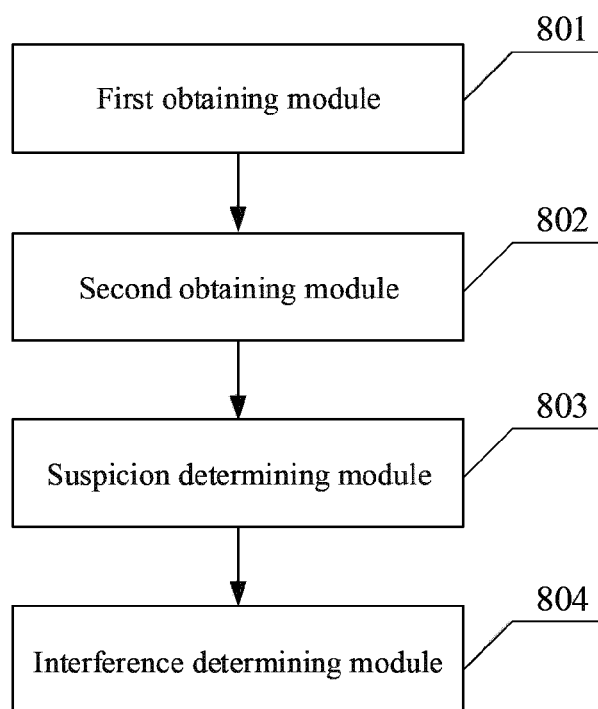 801
First obtaining module
802
Second obtaining module
803
Suspicion determining module
804
Interference determining module